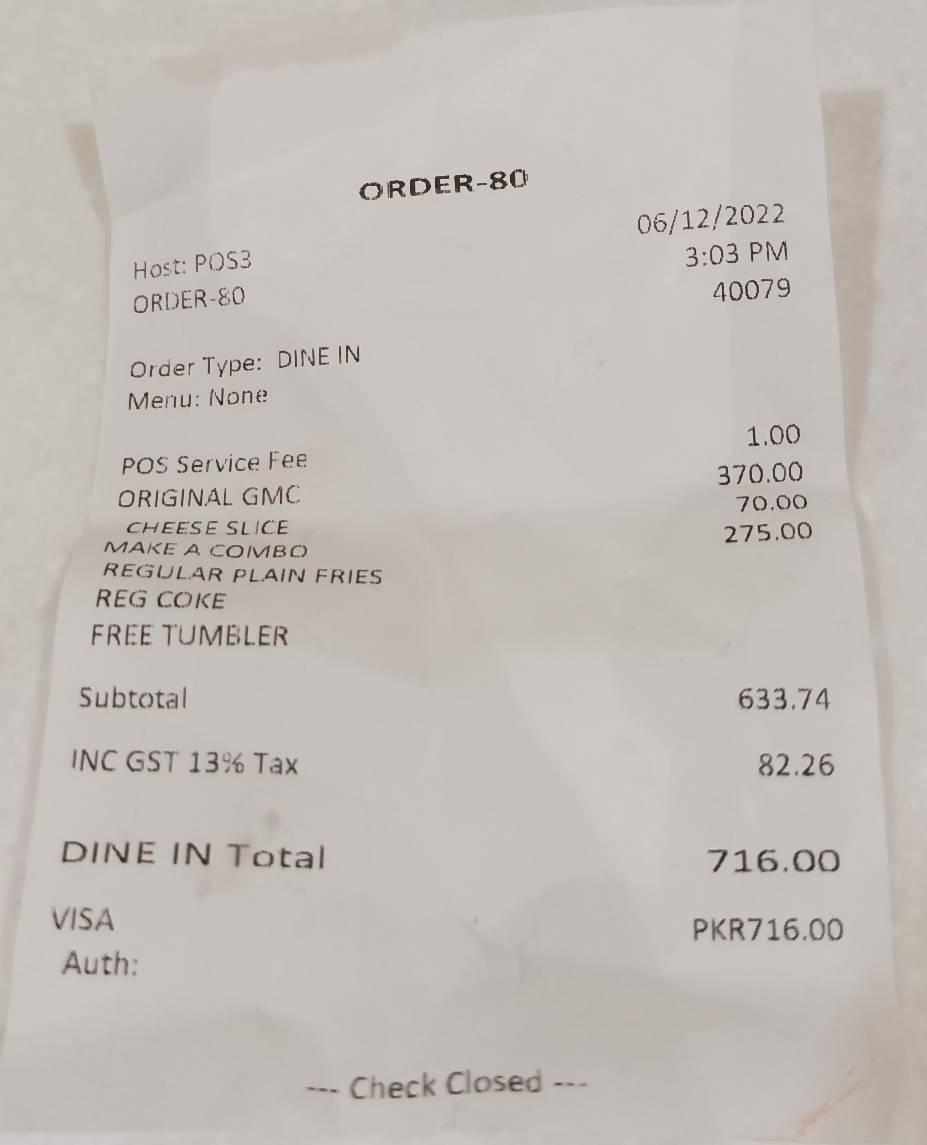 ORDER-80
06/12/2022
Host: POS3 3:03 PM
ORDER-80 40079
Order Type: DINE IN
Menu: None
POS Service Fee 1.00
ORIGINAL GMC 370.00
CHEESE SLICE 70.00
MAKE A COMBO 275.00
REGULAR PLAIN FRIES
REG COKE
FREE TUMBLER
Subtotal 633.74
INC GST 13% Tax 82.26
DINE IN Total 716.00
VISA PKR716.00
Auth:
--- Check Closed ---